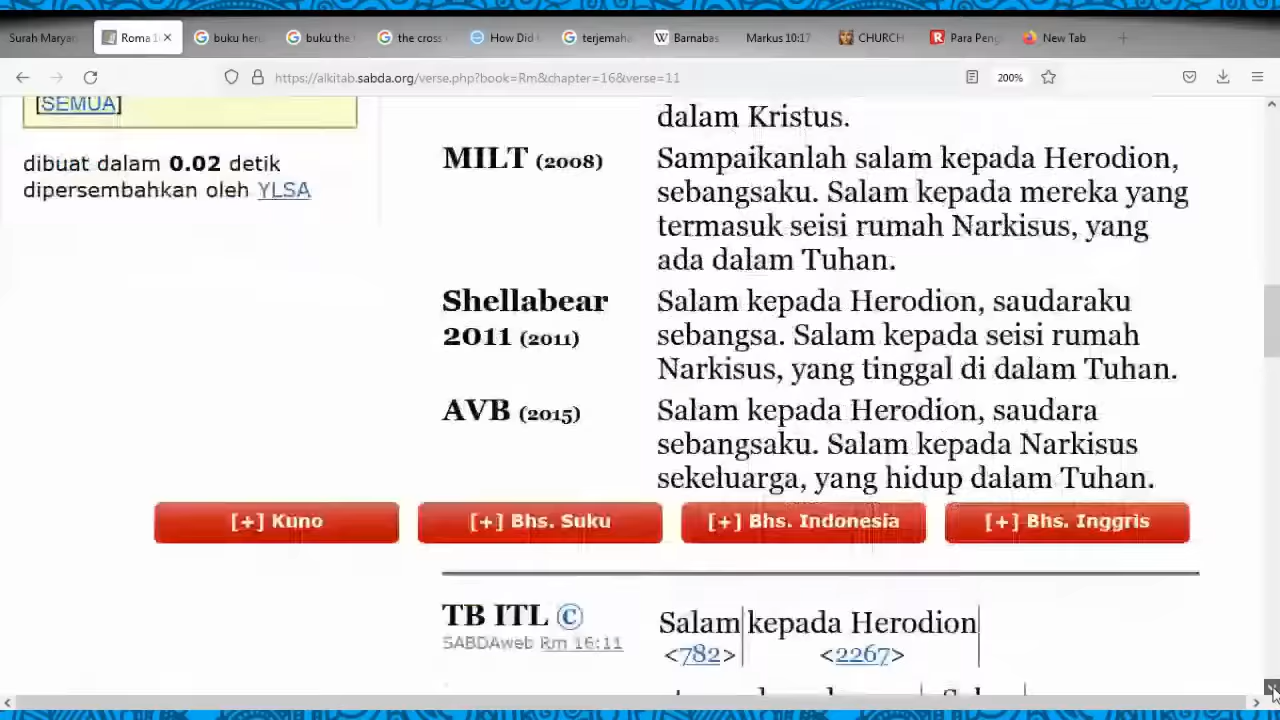 Surah Marya
Roma 1
buku her
buku the
the cross
How Did
terjemaha
Barnabas
Markus 10:17
CHURCH
Para Peng
New Tab
https://alkitab.sabda.org/verse.php?book=Rm&chapter=16&verse=11
200%
[SEMUA]
dibuat dalam 0.02 detik
dipersembahkan oleh YLSA
dalam Kristus.
MILT (2008)
Sampaikanlah salam kepada Herodion,
sebangsaku. Salam kepada mereka yang
termasuk seisi rumah Narkisus, yang
ada dalam Tuhan.
Shellabear
2011 (2011)
Salam kepada Herodion, saudaraku
sebangsa. Salam kepada seisi rumah
Narkisus, yang tinggal di dalam Tuhan.
AVB (2015)
Salam kepada Herodion, saudara
sebangsaku. Salam kepada Narkisus
sekeluarga, yang hidup dalam Tuhan.
[+] Kuno
[+] Bhs. Suku
[+] Bhs. Indonesia
[+] Bhs. Inggris
TB ITL ©
SABDAweb Rm 16:11
Salam kepada Herodion
<782> <2267>